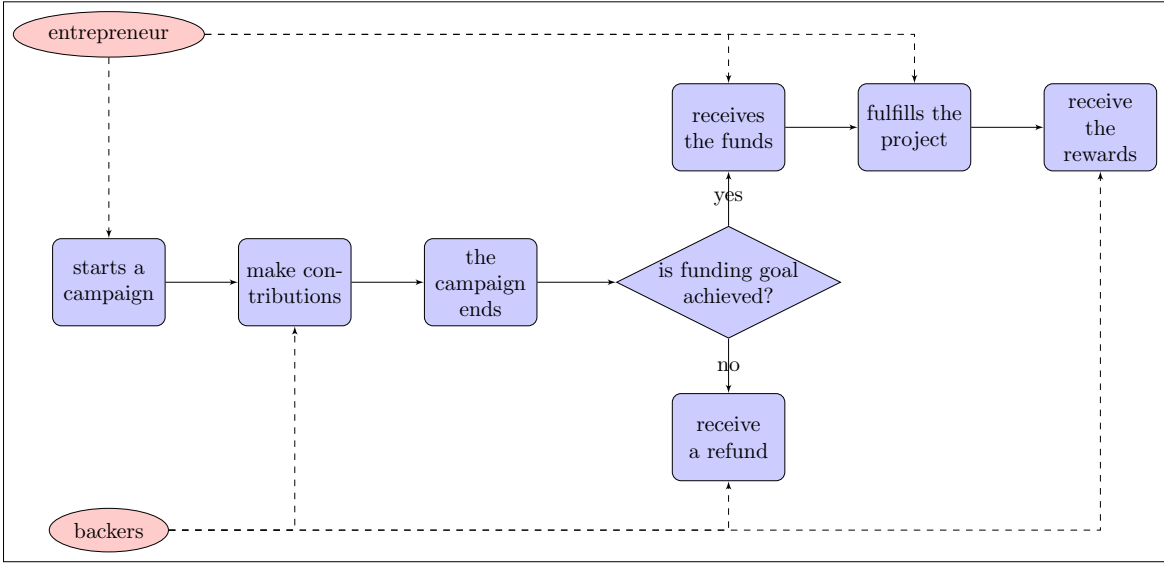 entrepreneur
receives
the funds
fulfills the
project
receive
the
rewards
yes
starts a
campaign
make con-
tributions
the
campaign
ends
is funding goal
achieved?
no
receive
a refund
backers